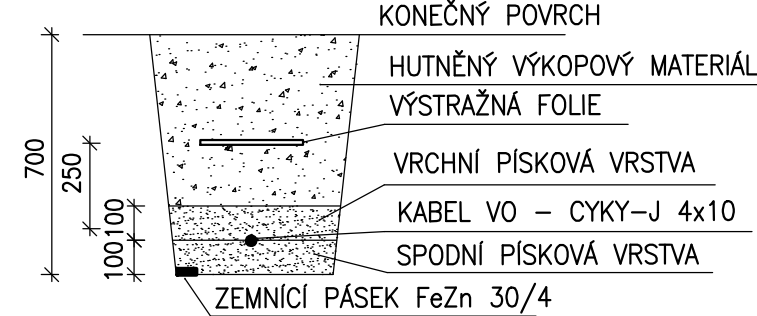 KONEČNÝ POVRCH
HUTNĚNÝ VÝKOPOVÝ MATERIÁL
VÝSTRAŽNÁ FOLIE
VRCHNÍ PÍSKOVÁ VRSTVA
KABEL VO – CYKY–J 4x10
SPODNÍ PÍSKOVÁ VRSTVA
ZEMNÍCÍ PÁSEK FeZn 30/4
700
250
100
100